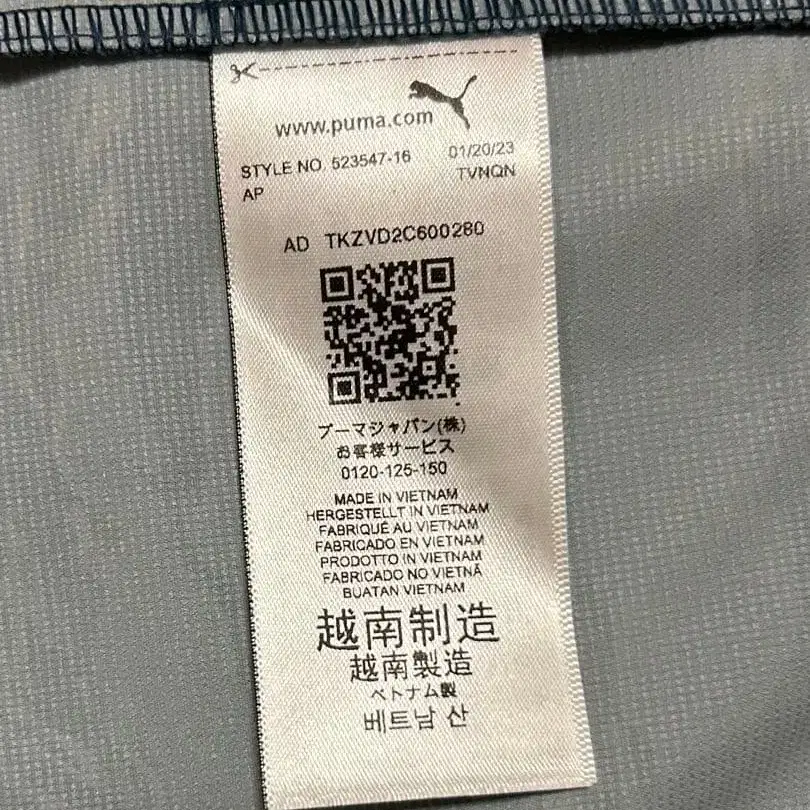 www.puma.com
STYLE NO. 523547-16 01/20/23
AP TVNQN
AD TKZVD2C600280
プーマジャパン(株)
お客様サービス
0120-125-150
MADE IN VIETNAM
HERGESTELLT IN VIETNAM
FABRIQUÉ AU VIETNAM
FABRICADO EN VIETNAM
PRODOTTO IN VIETNAM
FABRICADO NO VIETNÃ
BUATAN VIETNAM
越南制造
越南製造
ベトナム製
베트남 산